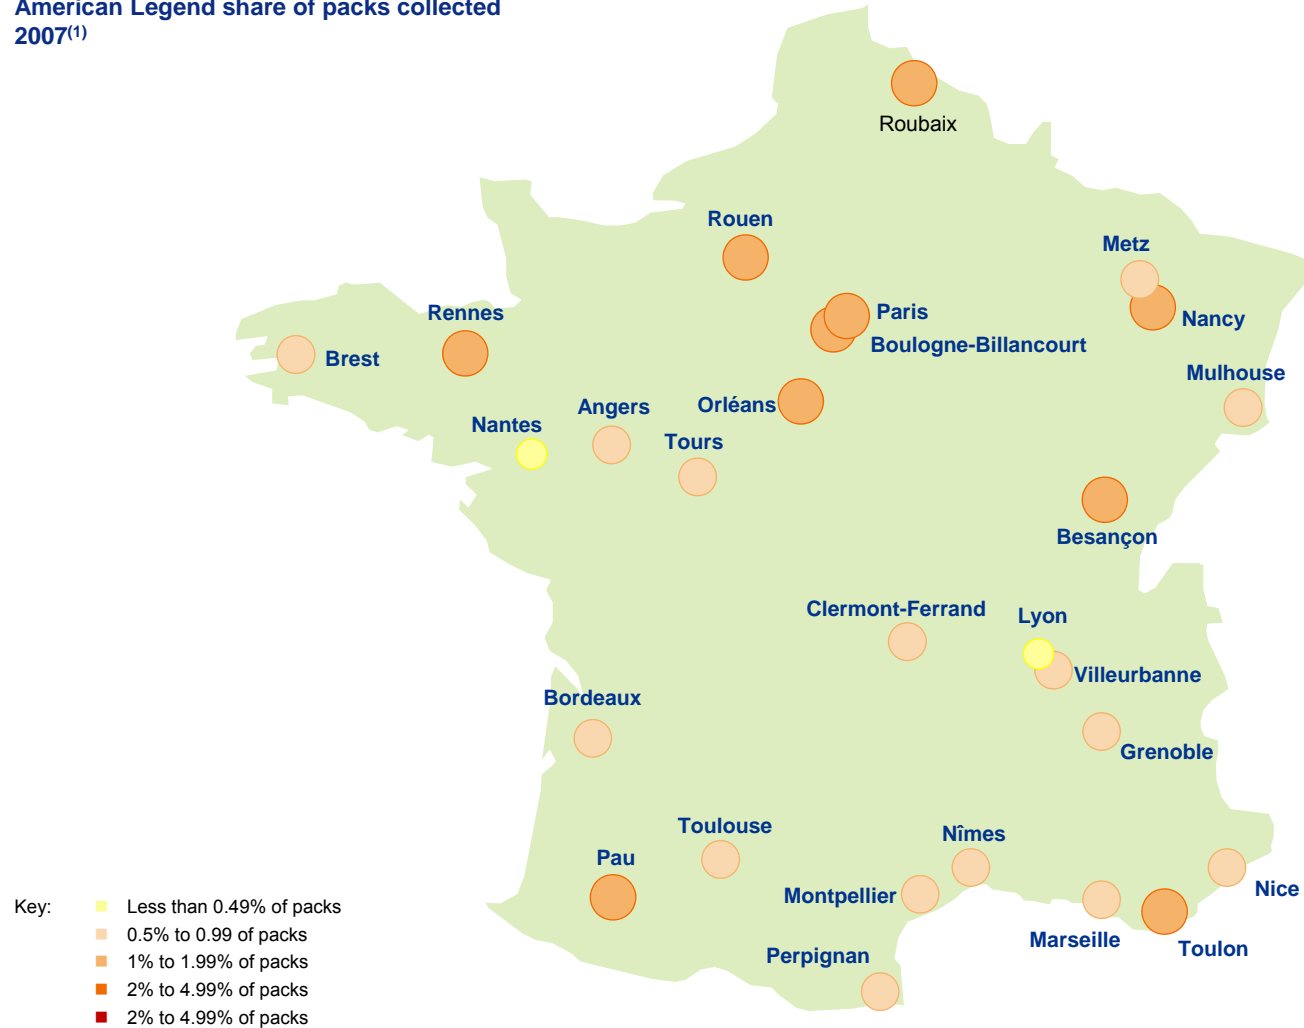 American Legend share of packs collected
2007(1)
Roubaix
Rouen
Metz
Paris
Nancy
Rennes
Boulogne-Billancourt
Brest
Mulhouse
Orléans
Angers
Nantes
Tours
Besançon
Clermont-Ferrand
Lyon
Villeurbanne
Bordeaux
Grenoble
Toulouse
Nîmes
Pau
Nice
Montpellier
Marseille
Toulon
Perpignan
Key:
Less than 0.49% of packs
0.5% to 0.99 of packs
1% to 1.99% of packs
2% to 4.99% of packs
2% to 4.99% of packs